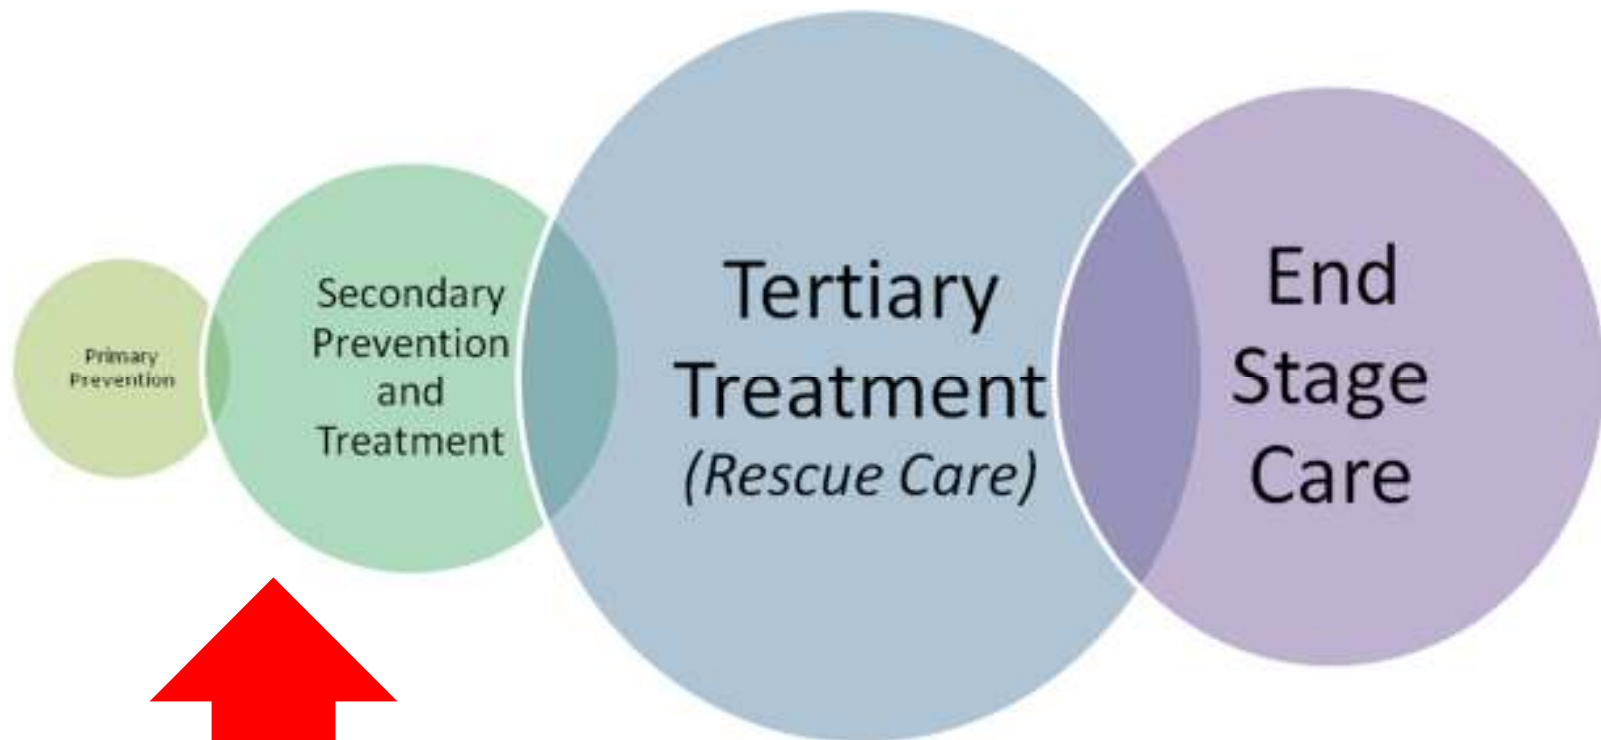 Primary
Prevention
Secondary
Prevention
and
Treatment
Tertiary
Treatment
(Rescue Care)
End
Stage
Care